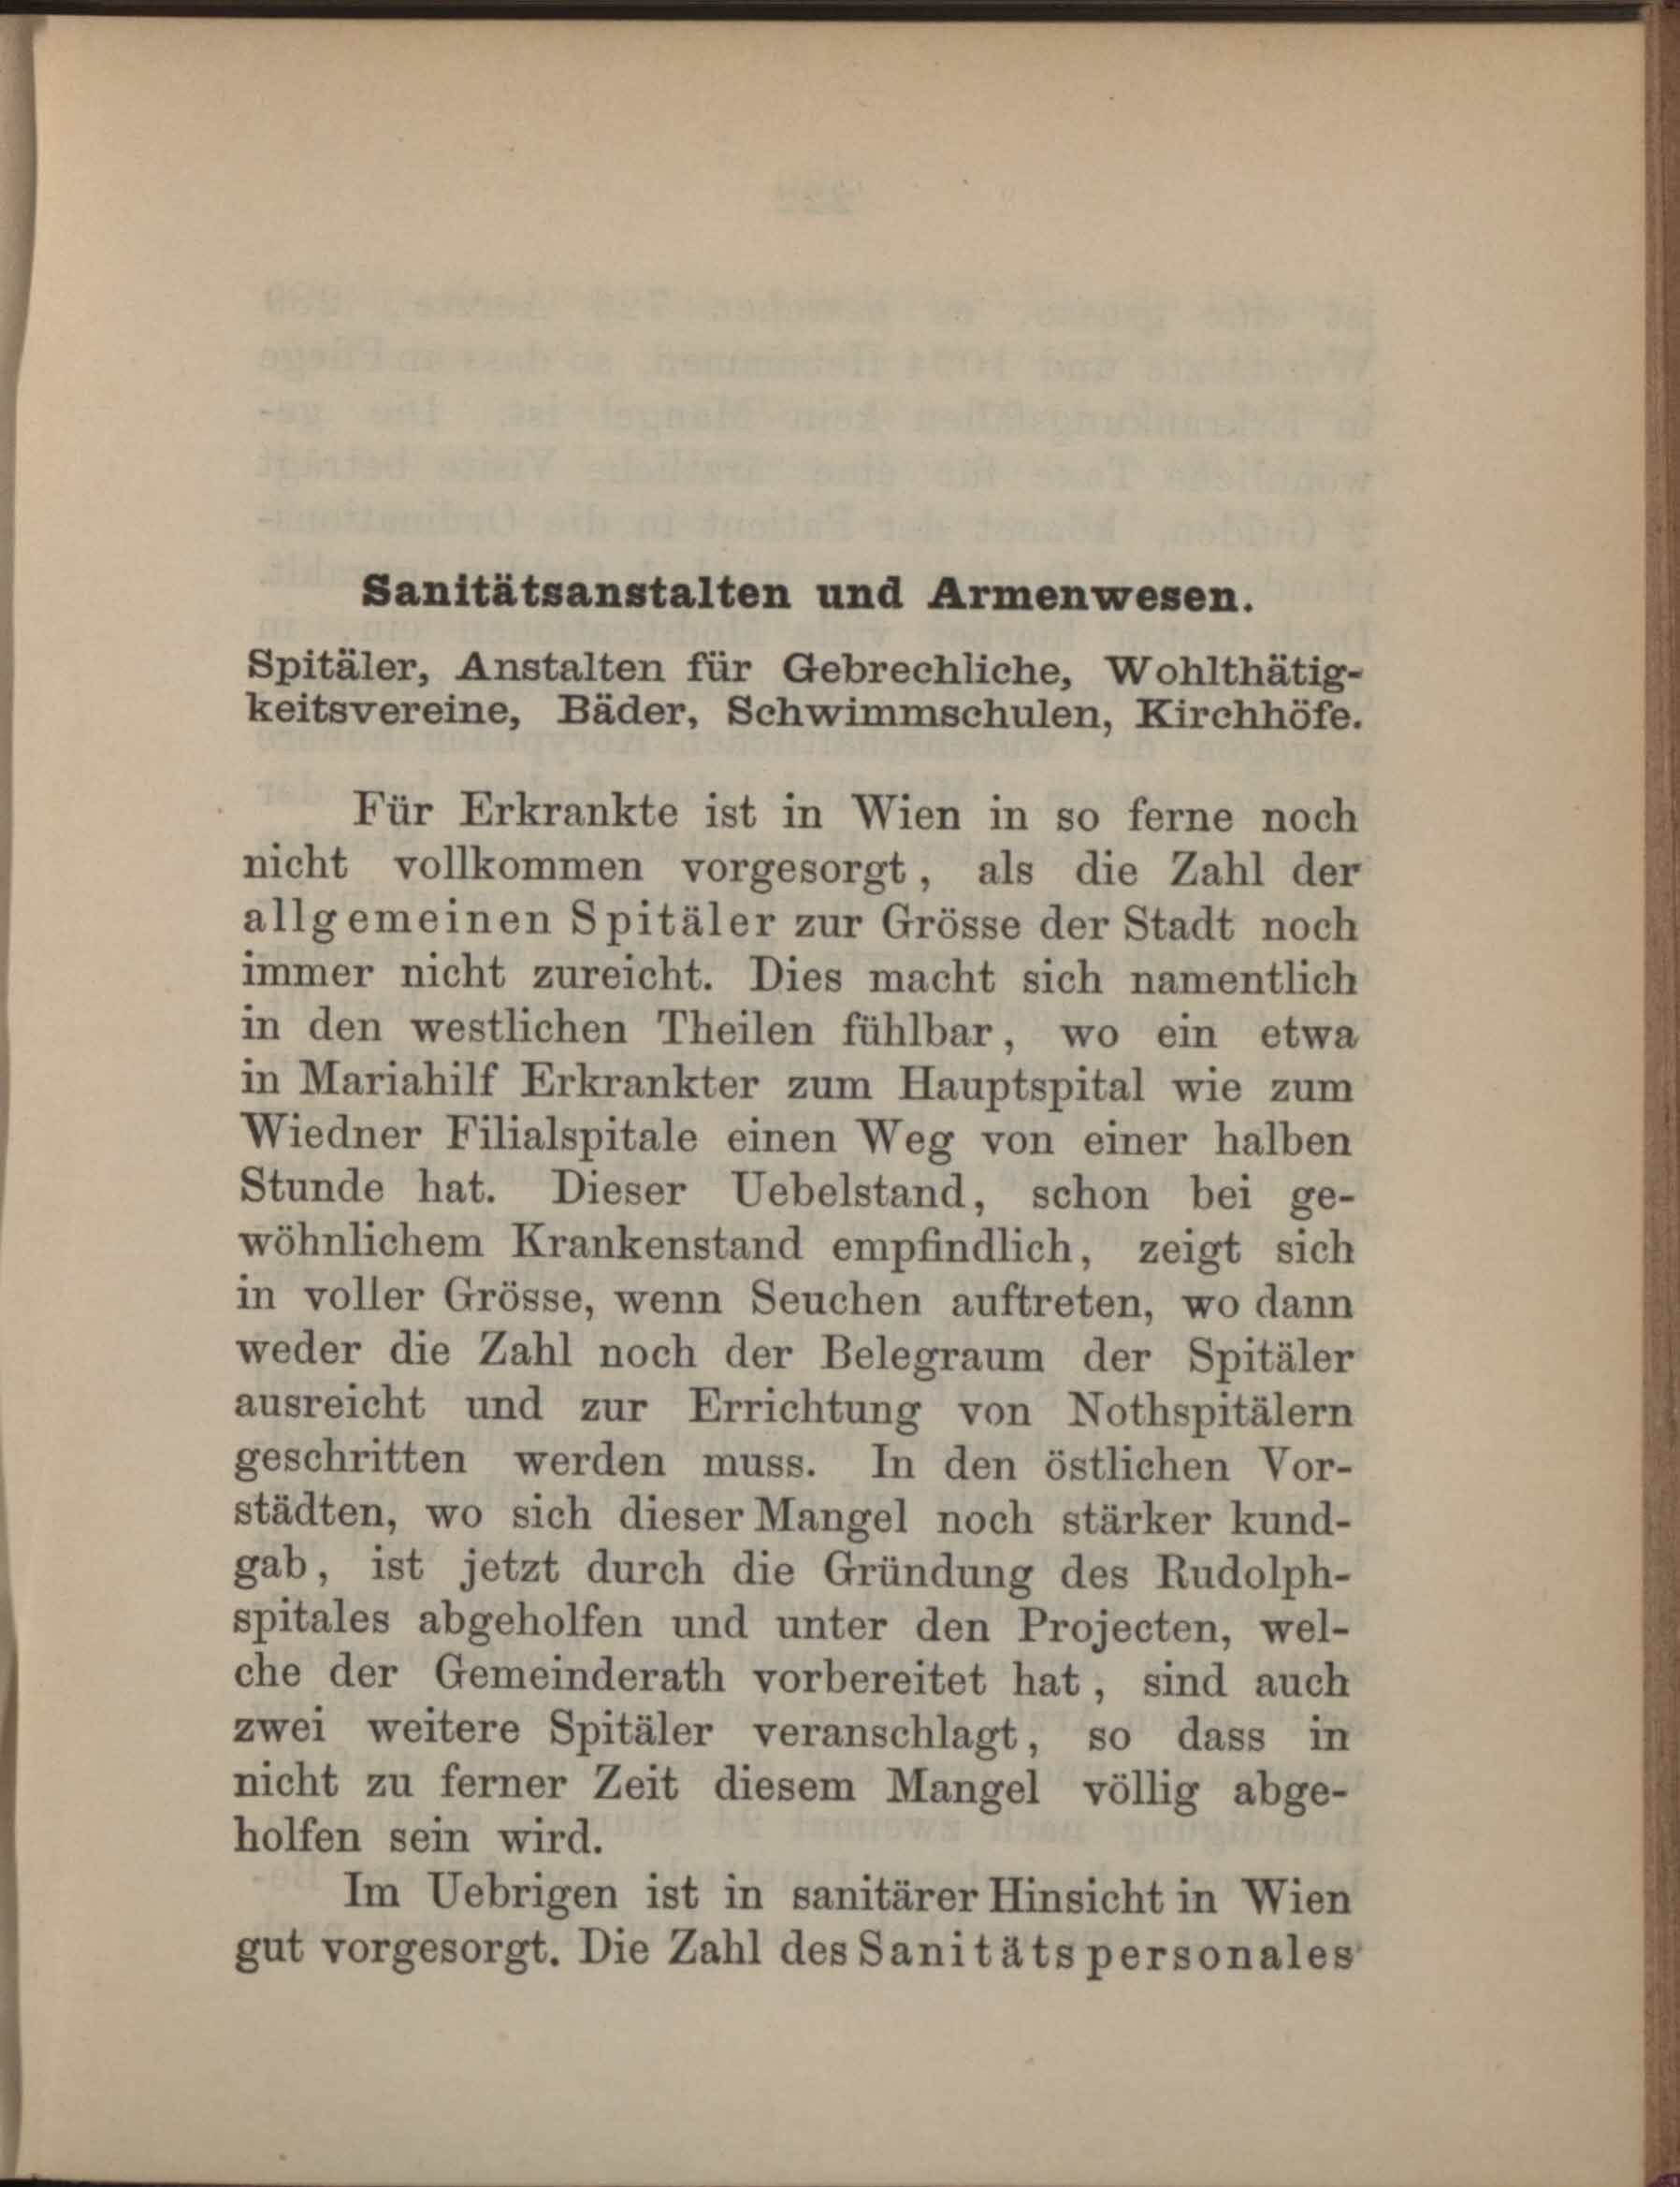 Sanitätsanstalten und Armenwesen.
Spitäler, Anstalten für Gebrechliche, Wohlthätig-
keitsvereine, Bäder, Schwimmschulen, Kirchhöfe.
Für Erkrankte ist in Wien in so ferne noch
nicht vollkommen vorgesorgt, als die Zahl der
allgemeinen Spitäler zur Grösse der Stadt noch
immer nicht zureicht. Dies macht sich namentlich
in den westlichen Theilen fühlbar, wo ein etwa
in Mariahilf Erkrankter zum Hauptspital wie zum
Wiedner Filialspitale einen Weg von einer halben
Stunde hat. Dieser Uebelstand, schon bei ge-
wöhnlichem Krankenstand empfindlich, zeigt sich
in voller Grösse, wenn Seuchen auftreten, wo dann
weder die Zahl noch der Belegraum der Spitäler
ausreicht und zur Errichtung von Nothspitälern
geschritten werden muss. In den östlichen Vor-
städten, wo sich dieser Mangel noch stärker kund-
gab, ist jetzt durch die Gründung des Rudolph-
spitales abgeholfen und unter den Projecten, wel-
che der Gemeinderath vorbereitet hat, sind auch
zwei weitere Spitäler veranschlagt, so dass in
nicht zu ferner Zeit diesem Mangel völlig abge-
holfen sein wird.
Im Uebrigen ist in sanitärer Hinsicht in Wien
gut vorgesorgt. Die Zahl des Sanitätspersonales